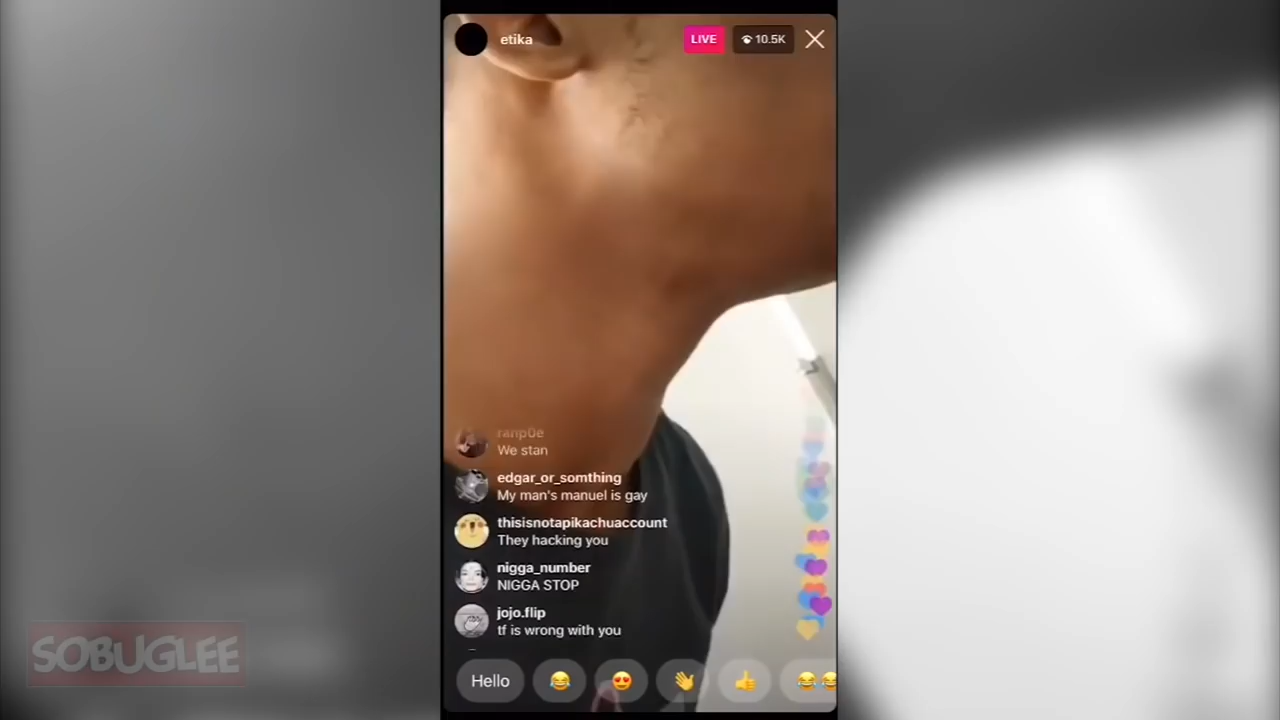 etika
LIVE
10.5K
ranp0e
We stan
edgar_or_somthing
My man's manuel is gay
thisisnotapikachuaccount
They hacking you
nigga_number
NIGGA STOP
jojo.flip
tf is wrong with you
Hello
SOBUGLEE